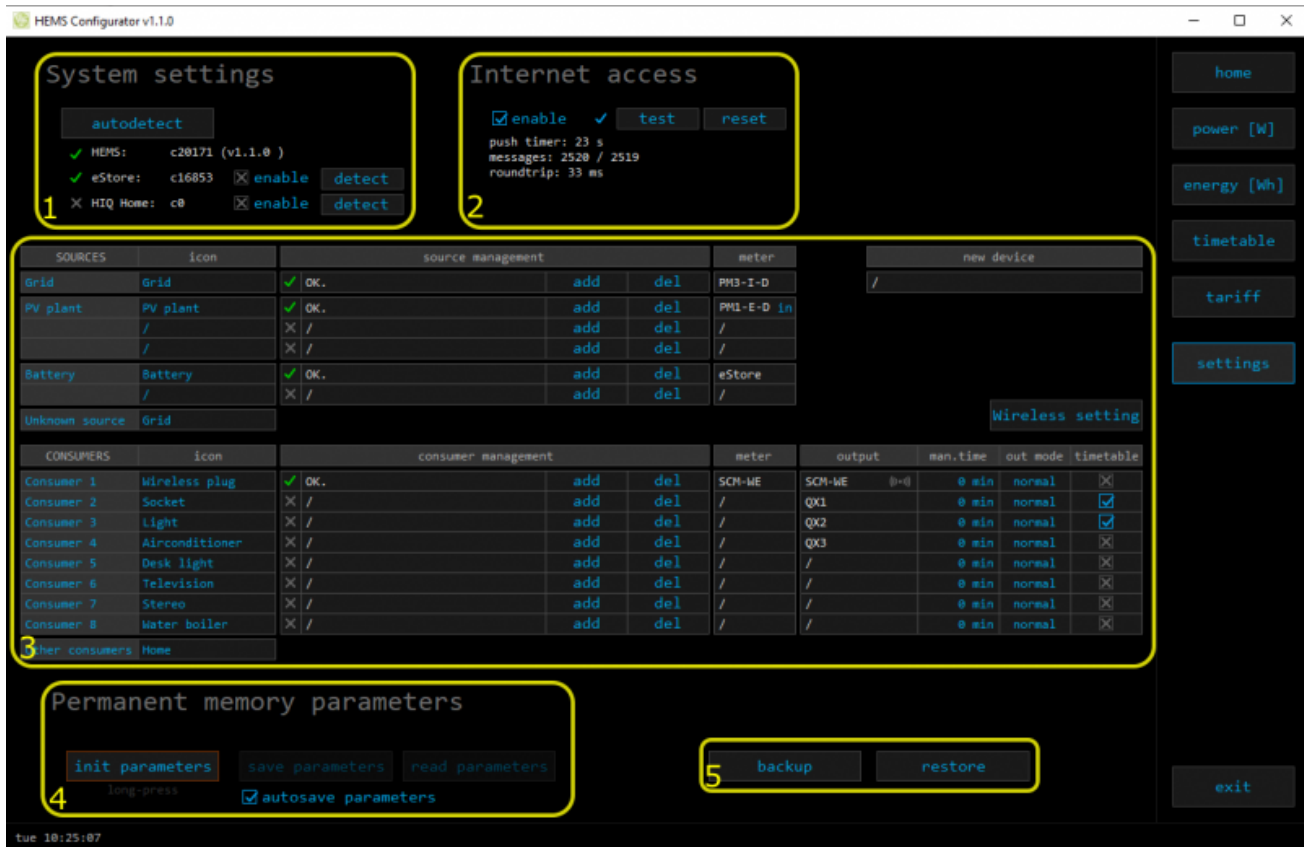 HEMS Configurator v1.1.0
System settings
autodetect
HEMS: c20171 (v1.1.0 )
eStore: c16853 enable detect
HIQ Home: c0 enable detect
1
Internet access
enable test reset
push timer: 23 s
messages: 2520 / 2519
roundtrip: 33 ms
2
home
power [W]
energy [Wh]
timetable
tariff
settings
exit
SOURCES icon source management meter new device
Grid Grid OK. add del PM3-I-D /
PV plant PV plant OK. add del PM1-E-D in
/ / add del /
/ / add del /
Battery Battery OK. add del eStore
/ / add del /
Unknown source Grid Wireless setting
CONSUMERS icon consumer management meter output man.time out mode timetable
Consumer 1 Wireless plug OK. add del SCM-WE SCM-WE 0 min normal
Consumer 2 Socket / add del / QX1 0 min normal
Consumer 3 Light / add del / QX2 0 min normal
Consumer 4 Airconditioner / add del / QX3 0 min normal
Consumer 5 Desk light / add del / / 0 min normal
Consumer 6 Television / add del / / 0 min normal
Consumer 7 Stereo / add del / / 0 min normal
Consumer 8 Water boiler / add del / / 0 min normal
3
Other consumers Home
Permanent memory parameters
init parameters save parameters read parameters
long-press
autosave parameters
4
backup restore
5
tue 10:25:07